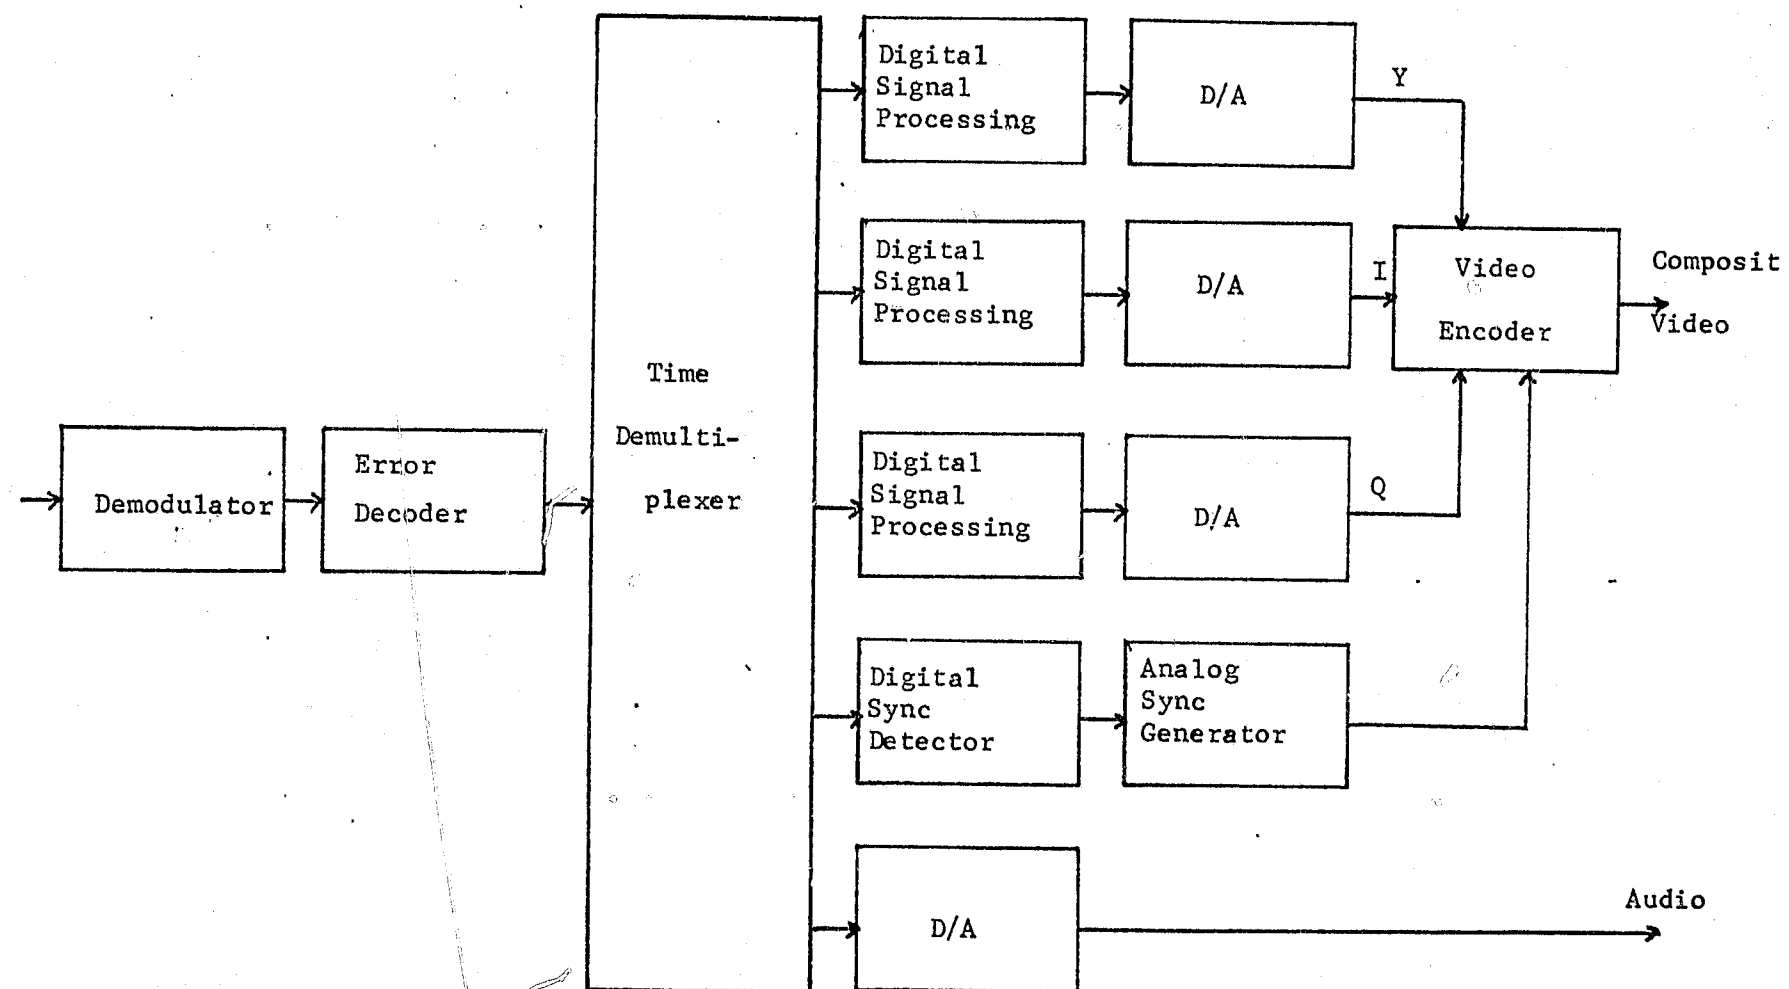 Digital
Signal
Processing
D/A
Y
Digital
Signal
Processing
D/A
I
Video
Encoder
Composit
Video
Time
Demulti-
plexer
Demodulator
Error
Decoder
Digital
Signal
Processing
D/A
Q
Digital
Sync
Detector
Analog
Sync
Generator
D/A
Audio